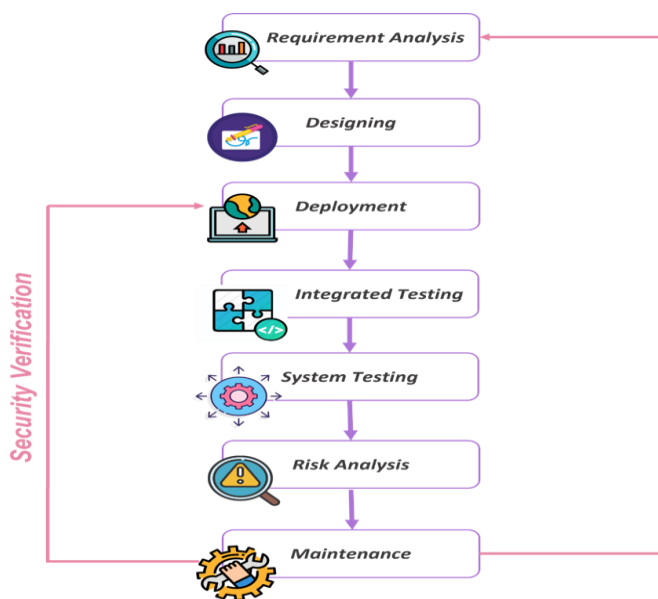 Requirement Analysis
Designing
Deployment
Integrated Testing
</>
System Testing
Risk Analysis
Maintenance
Security Verification